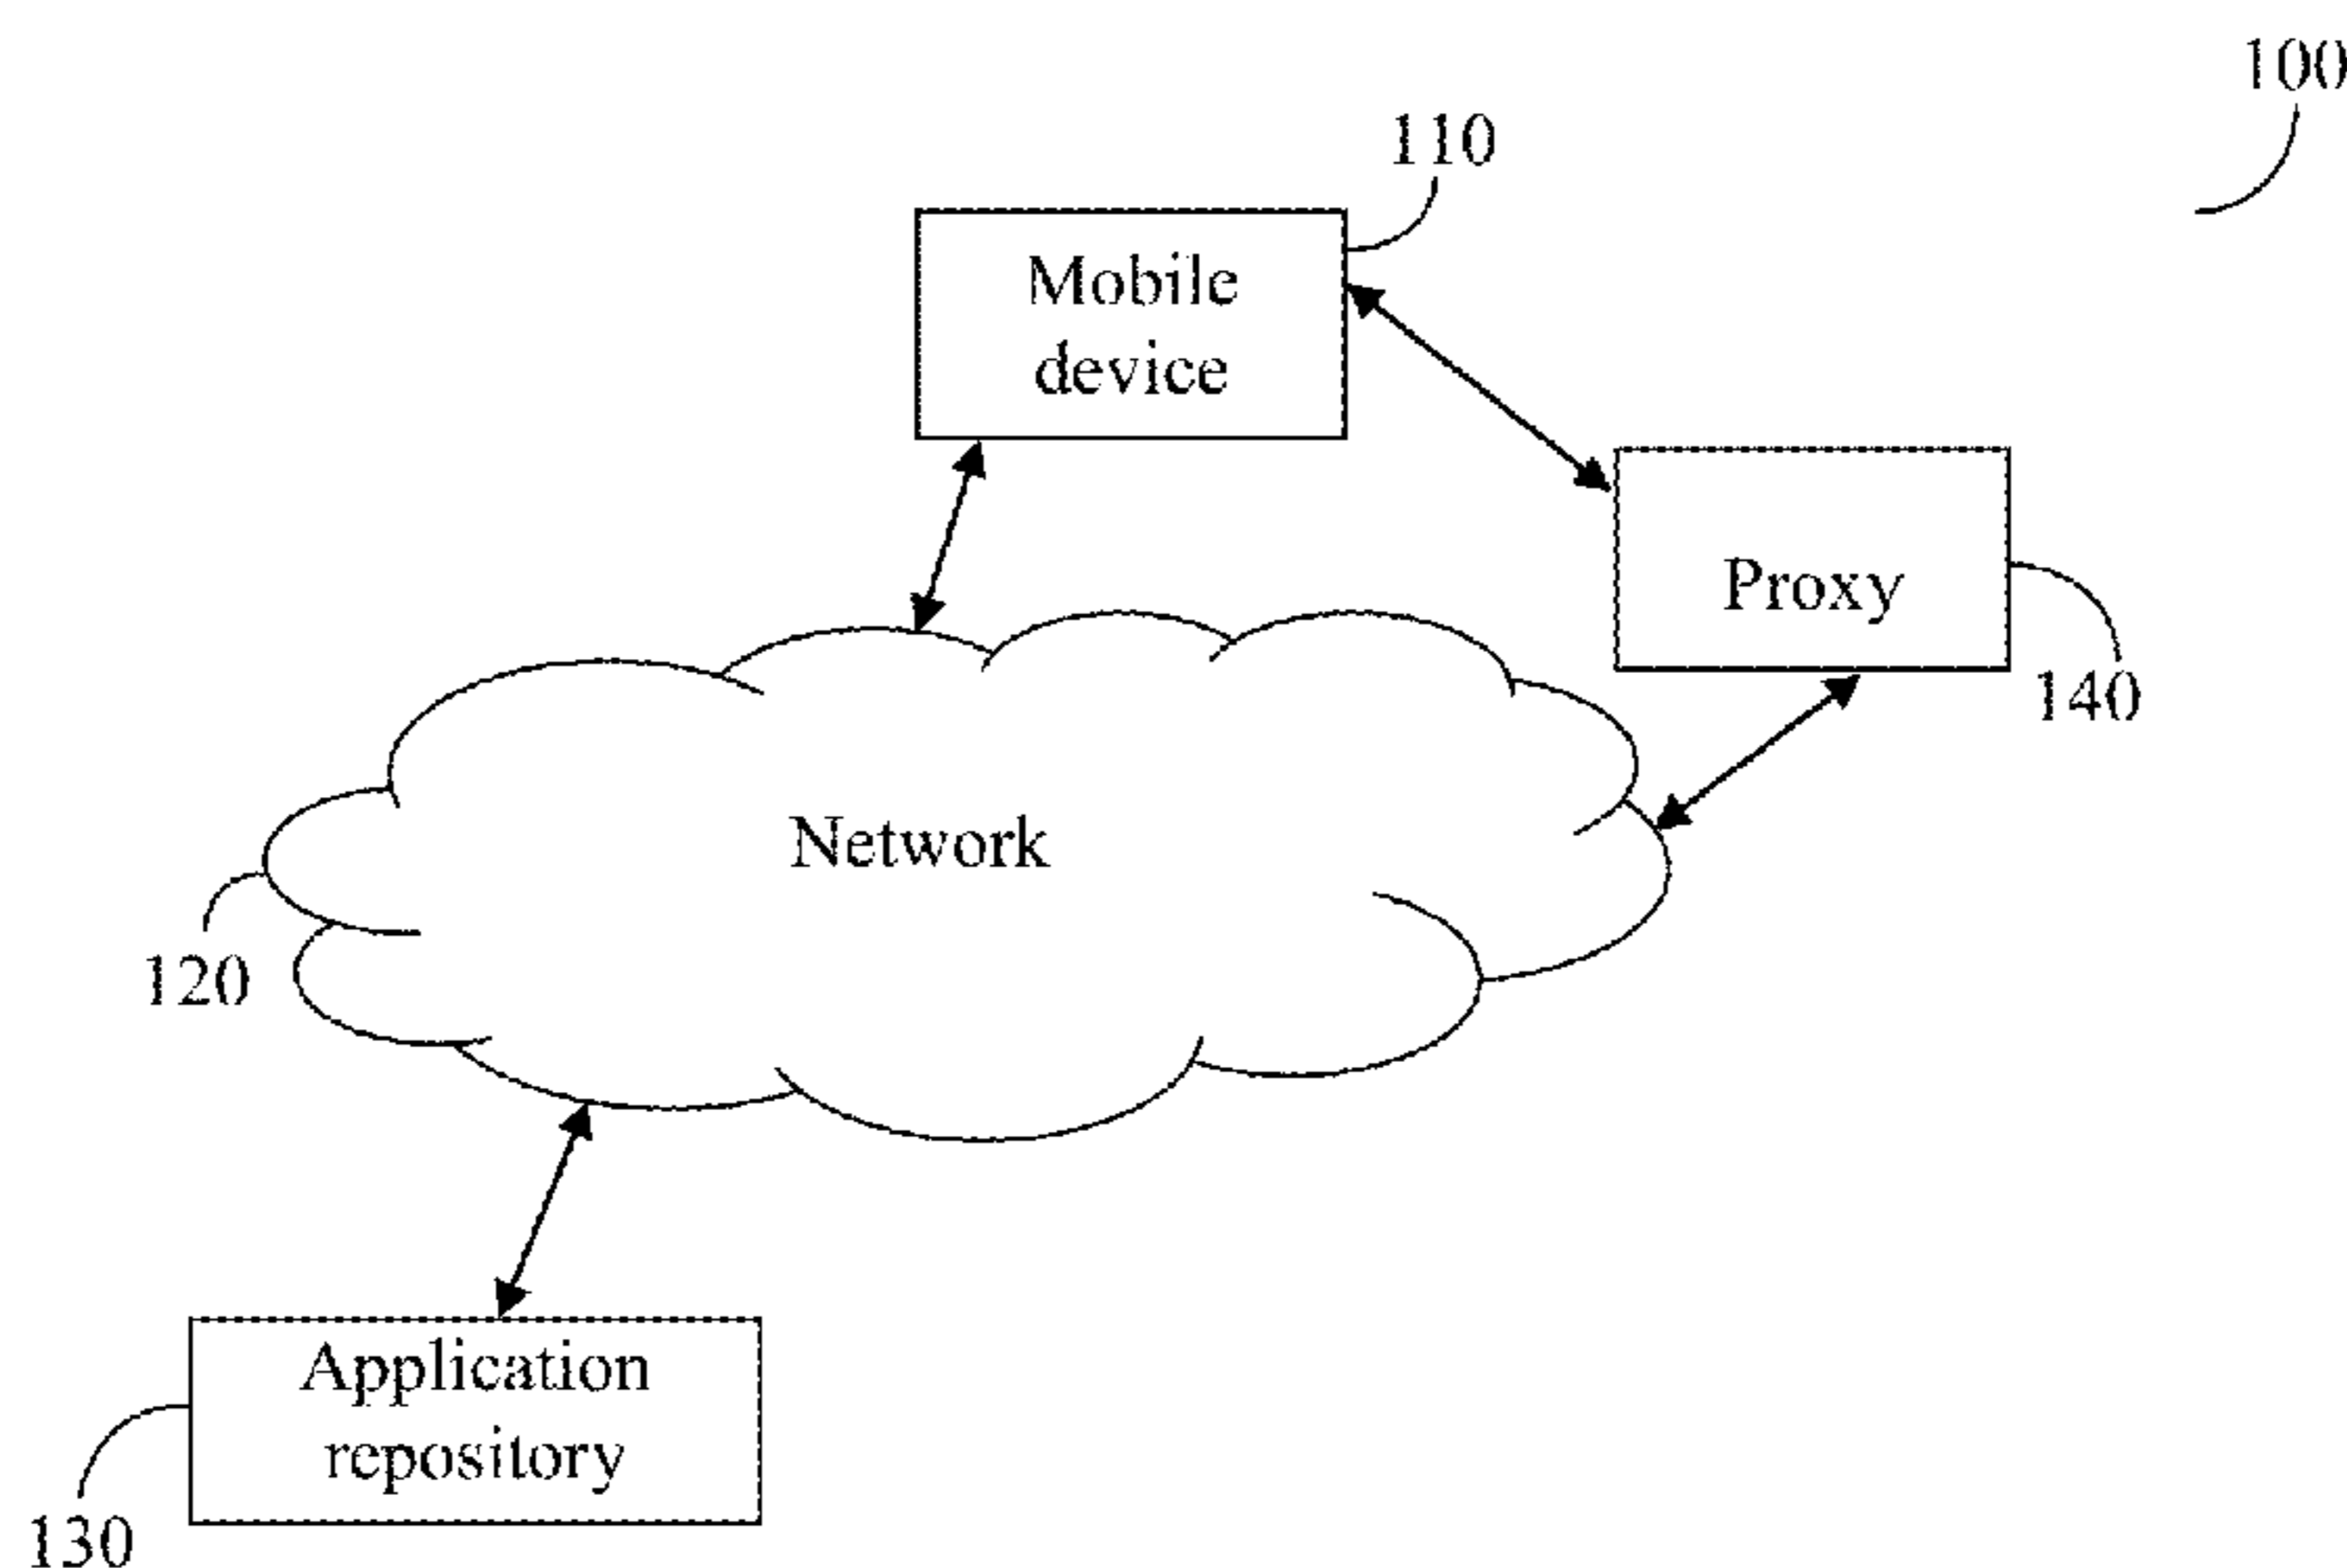 100
110
Mobile
device
Proxy
140
Network
120
Application
repository
130